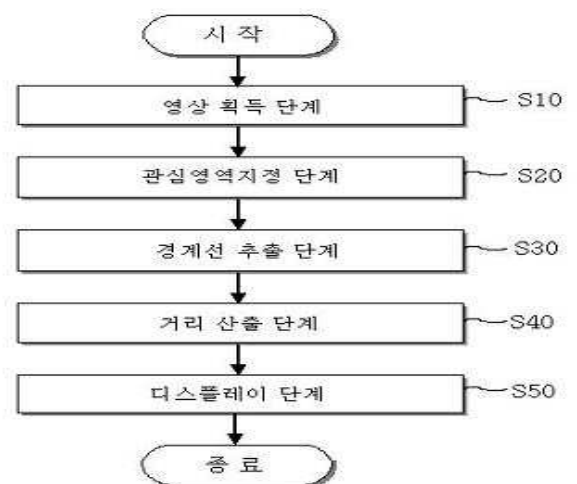 시 작
영상 획득 단계 S10
관심영역지정 단계 S20
경계선 추출 단계 S30
거리 산출 단계 S40
디스플레이 단계 S50
종 료